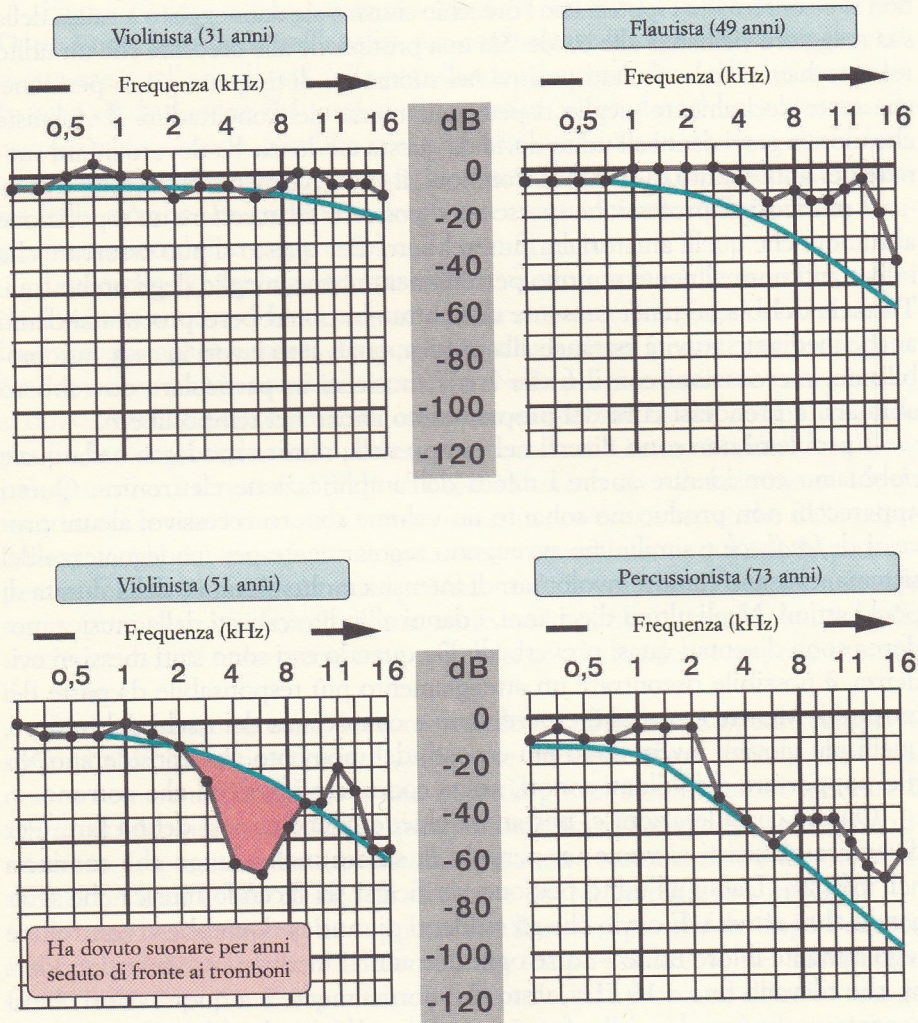 Violinista (31 anni)
Flautista (49 anni)
Frequenza (kHz)
Frequenza (kHz)
0,5 1 2 4 8 11 16
dB
0,5 1 2 4 8 11 16
0
-20
-40
-60
-80
-100
-120
Violinista (51 anni)
Percussionista (73 anni)
Frequenza (kHz)
Frequenza (kHz)
0,5 1 2 4 8 11 16
dB
0,5 1 2 4 8 11 16
0
-20
-40
-60
-80
-100
-120
Ha dovuto suonare per anni
seduto di fronte ai tromboni